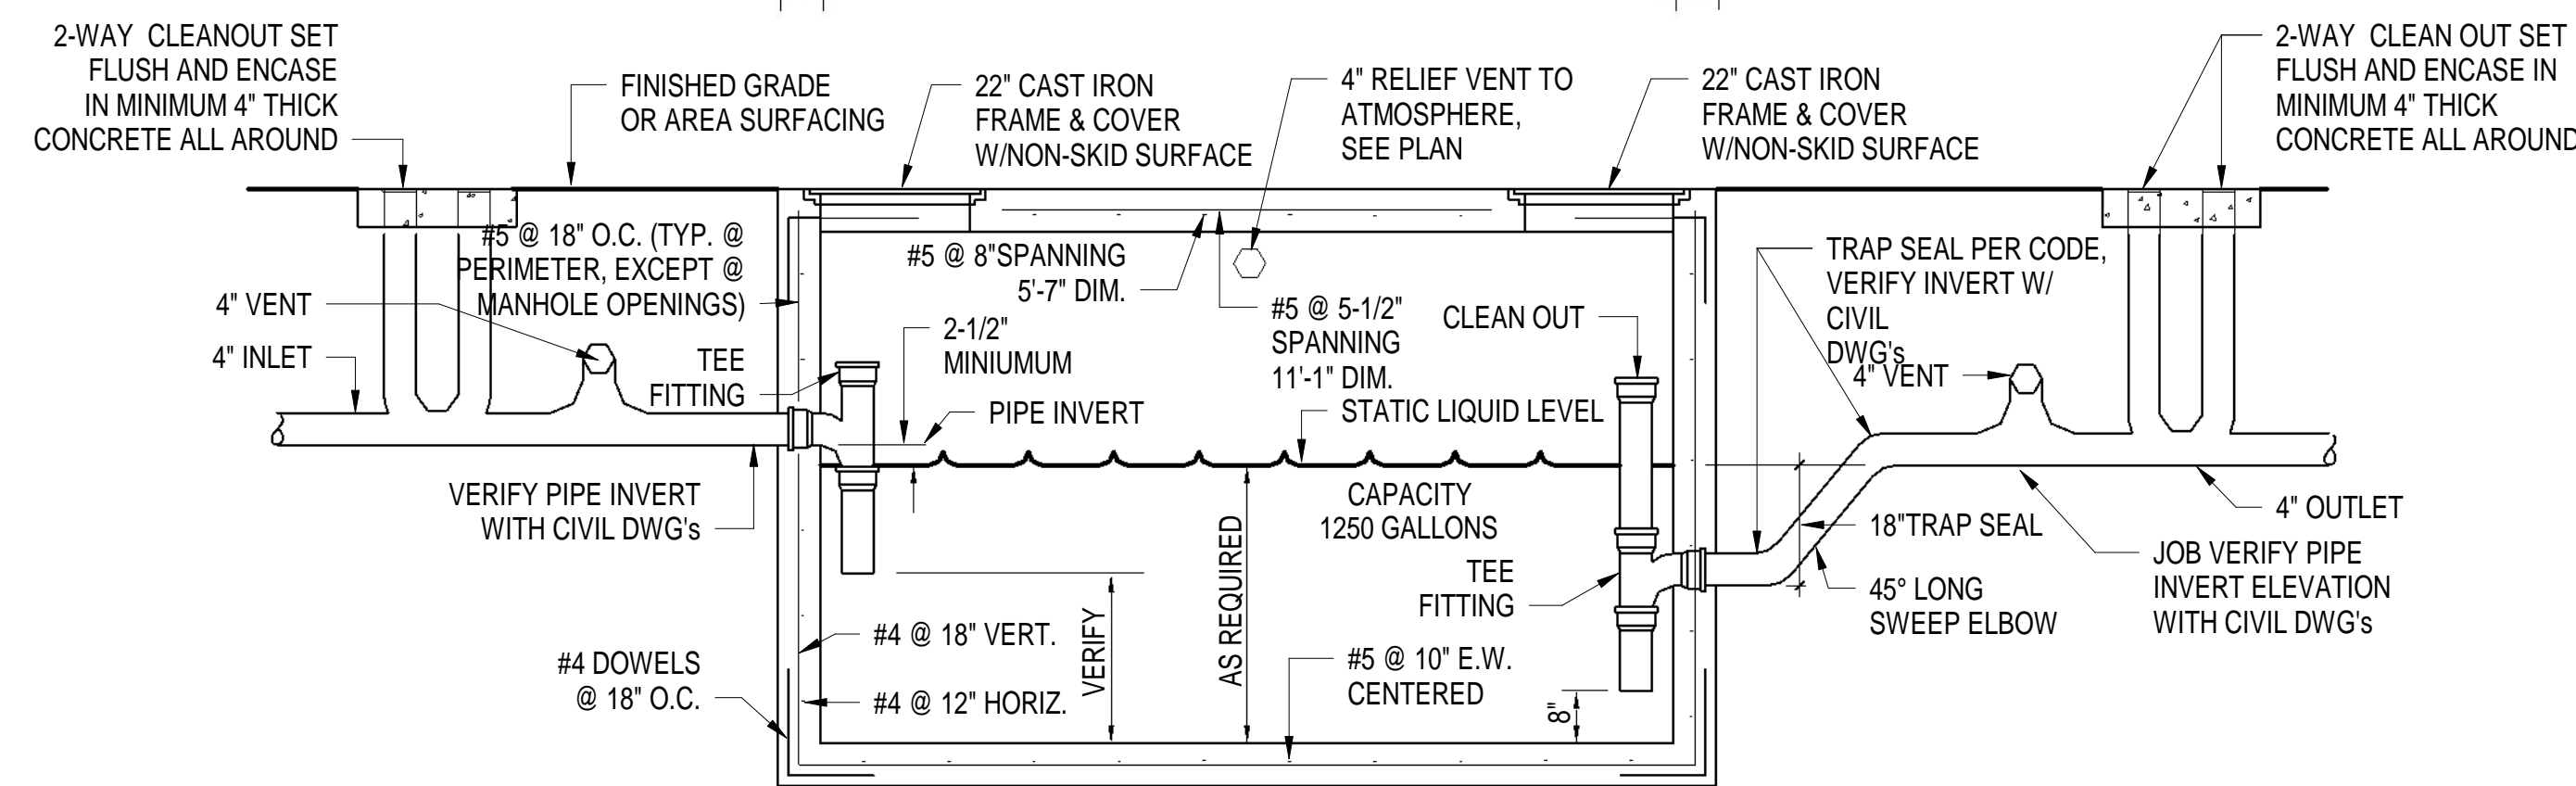 2-WAY CLEANOUT SET
FLUSH AND ENCASE
IN MINIMUM 4" THICK
CONCRETE ALL AROUND
FINISHED GRADE
OR AREA SURFACING
22" CAST IRON
FRAME & COVER
W/NON-SKID SURFACE
4" RELIEF VENT TO
ATMOSPHERE,
SEE PLAN
22" CAST IRON
FRAME & COVER
W/NON-SKID SURFACE
2-WAY CLEAN OUT SET
FLUSH AND ENCASE IN
MINIMUM 4" THICK
CONCRETE ALL AROUND
#5 @ 18" O.C. (TYP. @
PERIMETER, EXCEPT @
MANHOLE OPENINGS)
4" VENT
4" INLET
TEE
FITTING
#5 @ 8"SPANNING
5'-7" DIM.
2-1/2"
MINIUMUM
PIPE INVERT
#5 @ 5-1/2"
SPANNING
11'-1" DIM.
CLEAN OUT
STATIC LIQUID LEVEL
TRAP SEAL PER CODE,
VERIFY INVERT W/
CIVIL
DWG's
4" VENT
VERIFY PIPE INVERT
WITH CIVIL DWG's
CAPACITY
1250 GALLONS
TEE
FITTING
18"TRAP SEAL
45° LONG
SWEEP ELBOW
4" OUTLET
JOB VERIFY PIPE
INVERT ELEVATION
WITH CIVIL DWG's
#4 DOWELS
@ 18" O.C.
#4 @ 18" VERT.
#4 @ 12" HORIZ.
VERIFY
AS REQUIRED
#5 @ 10" E.W.
CENTERED
8"